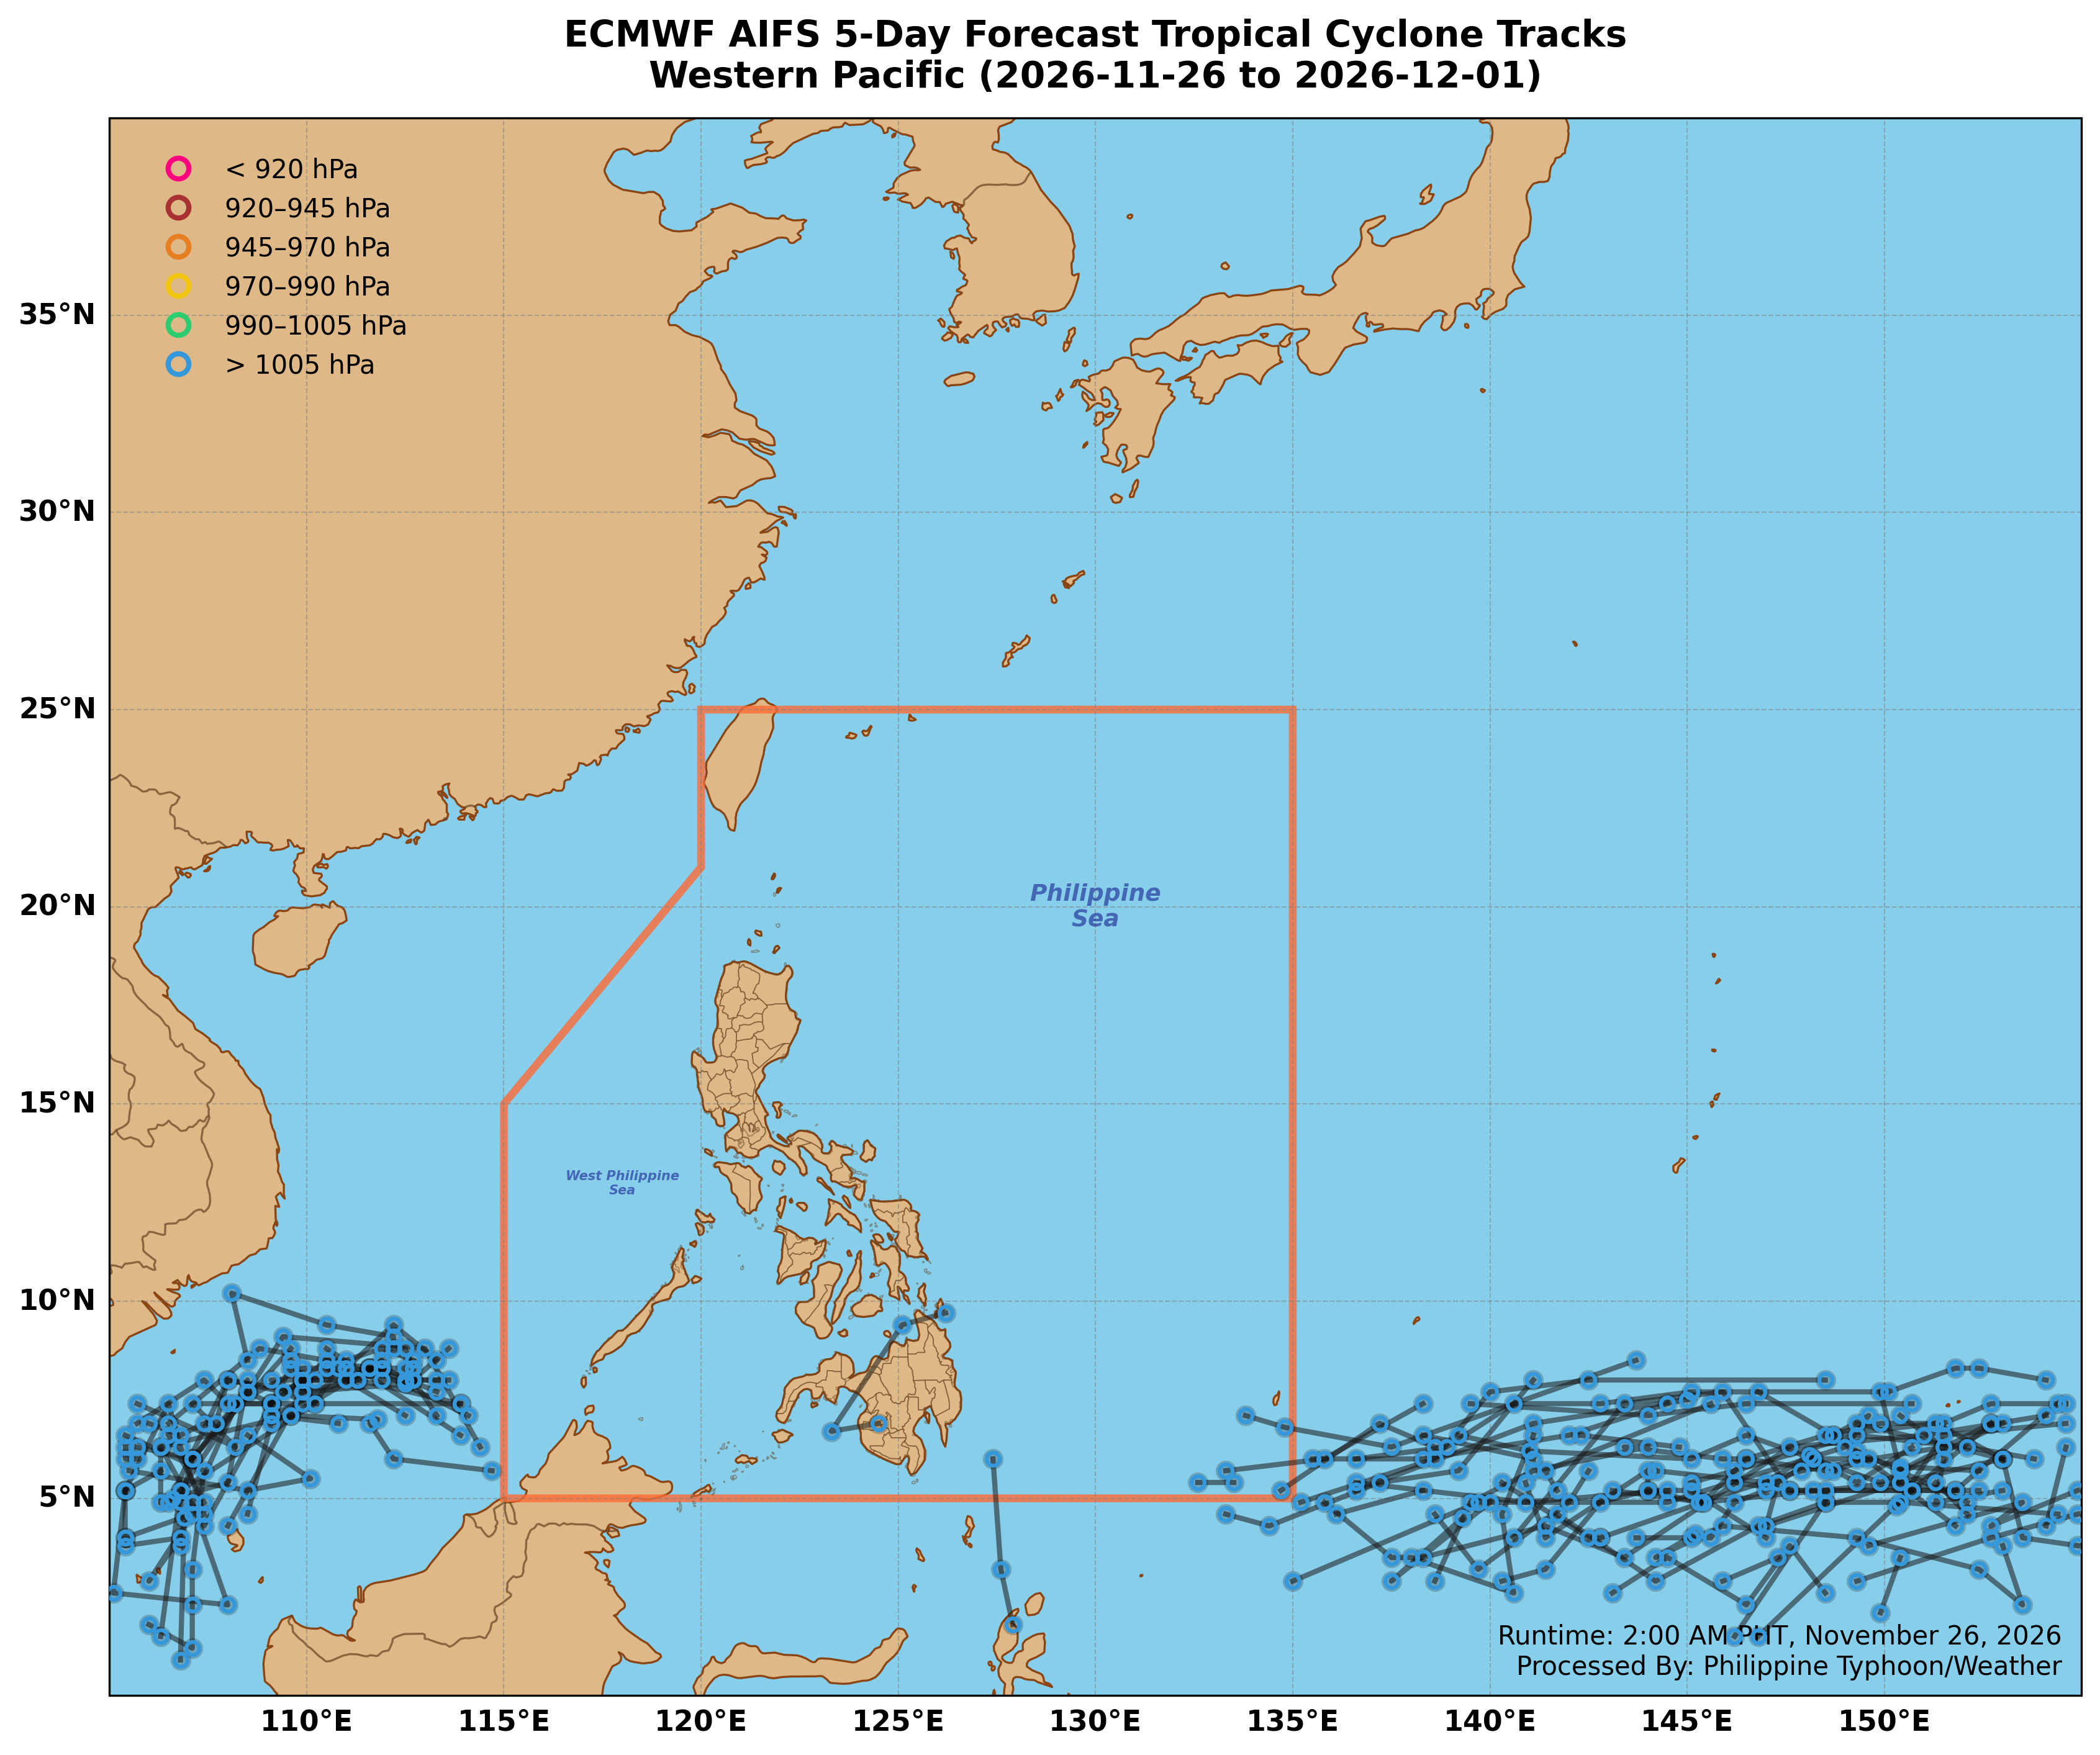 ECMWF AIFS 5-Day Forecast Tropical Cyclone Tracks
Western Pacific (2026-11-26 to 2026-12-01)
< 920 hPa
920–945 hPa
945–970 hPa
970–990 hPa
990–1005 hPa
> 1005 hPa
35°N
30°N
25°N
20°N
15°N
10°N
5°N
Philippine
Sea
West Philippine
Sea
Runtime: 2:00 AM PHT, November 26, 2026
Processed By: Philippine Typhoon/Weather
110°E
115°E
120°E
125°E
130°E
135°E
140°E
145°E
150°E